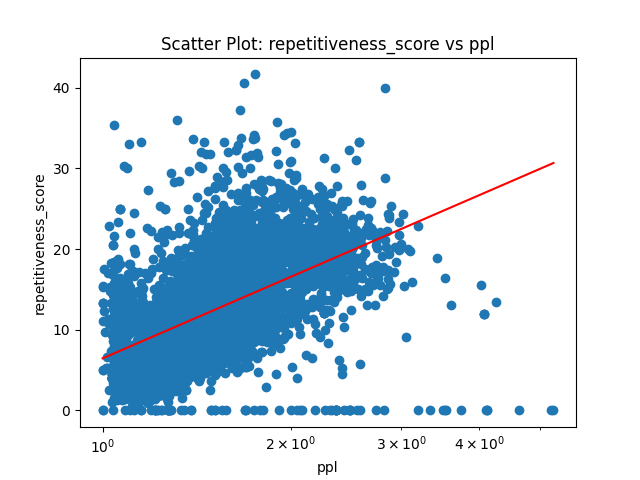 Scatter Plot: repetitiveness_score vs ppl
repetitiveness_score
40
30
20
10
0
10⁰
2 × 10⁰
3 × 10⁰
4 × 10⁰
ppl